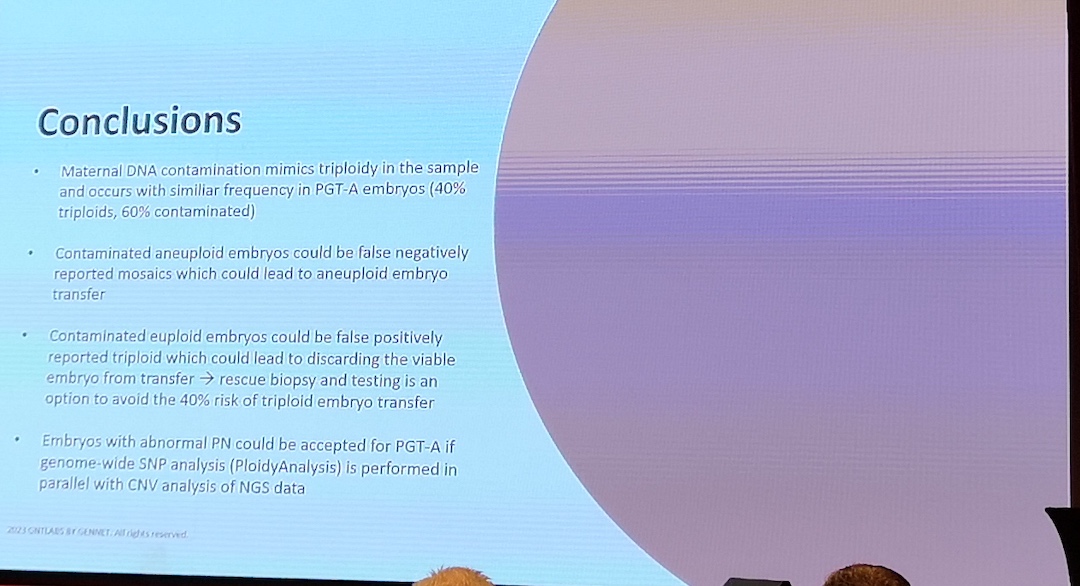 Conclusions
• Maternal DNA contamination mimics triploidy in the sample
and occurs with similiar frequency in PGT-A embryos (40%
triploids, 60% contaminated)
• Contaminated aneuploid embryos could be false negatively
reported mosaics which could lead to aneuploid embryo
transfer
• Contaminated euploid embryos could be false positively
reported triploid which could lead to discarding the viable
embryo from transfer → rescue biopsy and testing is an
option to avoid the 40% risk of triploid embryo transfer
• Embryos with abnormal PN could be accepted for PGT-A if
genome-wide SNP analysis (PloidyAnalysis) is performed in
parallel with CNV analysis of NGS data
2023 GNTLABS BY GENNET. All rights reserved.